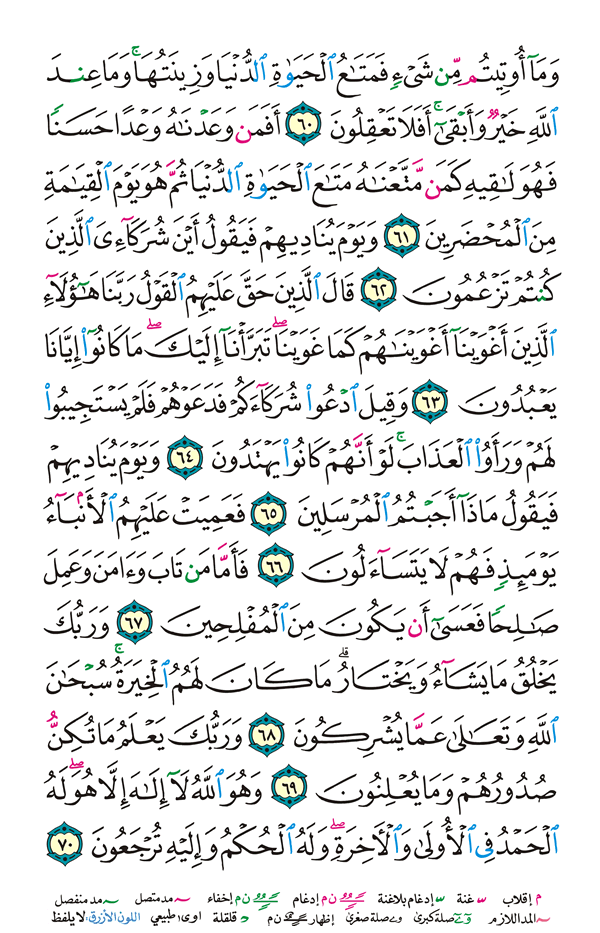 وَمَآ أُوتِيتُم مِّن شَىْءٍ فَمَتَٰعُ ٱلْحَيَوٰةِ ٱلدُّنْيَا وَزِينَتُهَا ۚ وَمَا عِندَ
ٱللَّهِ خَيْرٌ وَأَبْقَىٰٓ ۚ أَفَلَا تَعْقِلُونَ ٦٠ أَفَمَن وَعَدْنَٰهُ وَعْدًا حَسَنًا
فَهُوَ لَٰقِيهِ كَمَن مَّتَّعْنَٰهُ مَتَٰعَ ٱلْحَيَوٰةِ ٱلدُّنْيَا ثُمَّ هُوَ يَوْمَ ٱلْقِيَٰمَةِ
مِنَ ٱلْمُحْضَرِينَ ٦١ وَيَوْمَ يُنَادِيهِمْ فَيَقُولُ أَيْنَ شُرَكَآءِىَ ٱلَّذِينَ
كُنتُمْ تَزْعُمُونَ ٦٢ قَالَ ٱلَّذِينَ حَقَّ عَلَيْهِمُ ٱلْقَوْلُ رَبَّنَا هَٰٓؤُلَآءِ
ٱلَّذِينَ أَغْوَيْنَآ أَغْوَيْنَٰهُمْ كَمَا غَوَيْنَا ۖ تَبَرَّأْنَآ إِلَيْكَ ۖ مَا كَانُوٓا۟ إِيَّانَا
يَعْبُدُونَ ٦٣ وَقِيلَ ٱدْعُوا۟ شُرَكَآءَكُمْ فَدَعَوْهُمْ فَلَمْ يَسْتَجِيبُوا۟
لَهُمْ وَرَأَوُا۟ ٱلْعَذَابَ ۚ لَوْ أَنَّهُمْ كَانُوا۟ يَهْتَدُونَ ٦٤ وَيَوْمَ يُنَادِيهِمْ
فَيَقُولُ مَاذَآ أَجَبْتُمُ ٱلْمُرْسَلِينَ ٦٥ فَعَمِيَتْ عَلَيْهِمُ ٱلْأَنۢبَآءُ
يَوْمَئِذٍ فَهُمْ لَا يَتَسَآءَلُونَ ٦٦ فَأَمَّا مَن تَابَ وَءَامَنَ وَعَمِلَ
صَٰلِحًا فَعَسَىٰٓ أَن يَكُونَ مِنَ ٱلْمُفْلِحِينَ ٦٧ وَرَبُّكَ
يَخْلُقُ مَا يَشَآءُ وَيَخْتَارُ ۗ مَا كَانَ لَهُمُ ٱلْخِيَرَةُ ۚ سُبْحَٰنَ
ٱللَّهِ وَتَعَٰلَىٰ عَمَّا يُشْرِكُونَ ٦٨ وَرَبُّكَ يَعْلَمُ مَا تُكِنُّ
صُدُورُهُمْ وَمَا يُعْلِنُونَ ٦٩ وَهُوَ ٱللَّهُ لَآ إِلَٰهَ إِلَّا هُوَ ۖ لَهُ
ٱلْحَمْدُ فِى ٱلْأُولَىٰ وَٱلْءَاخِرَةِ ۖ وَلَهُ ٱلْحُكْمُ وَإِلَيْهِ تُرْجَعُونَ ٧٠
م إقلاب غنة إدغام بلاغنة ن م إدغام ن م إخفاء مد متصل مد منفصل
المد اللازم صلة كبرى صلة صغرى إظهار ن م قلقلة اوى طبيعي اللون الأزرق: لا يلفظ